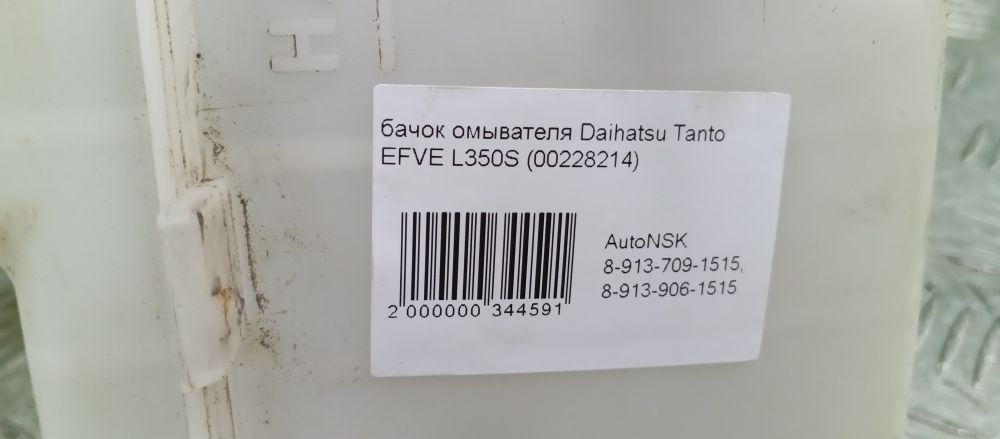 H
бачок омывателя Daihatsu Tanto
EFVE L350S (00228214)
AutoNSK
8-913-709-1515,
8-913-906-1515
2 000000 344591